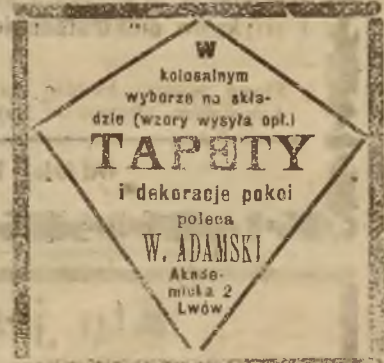 W
kolosalnym
wyborze na skła-
dzie (wzory wysyła opł.)
TAPETY
i dekoracje pokoi
poleca
W. ADAMSKI
Akade-
micka 2
Lwów